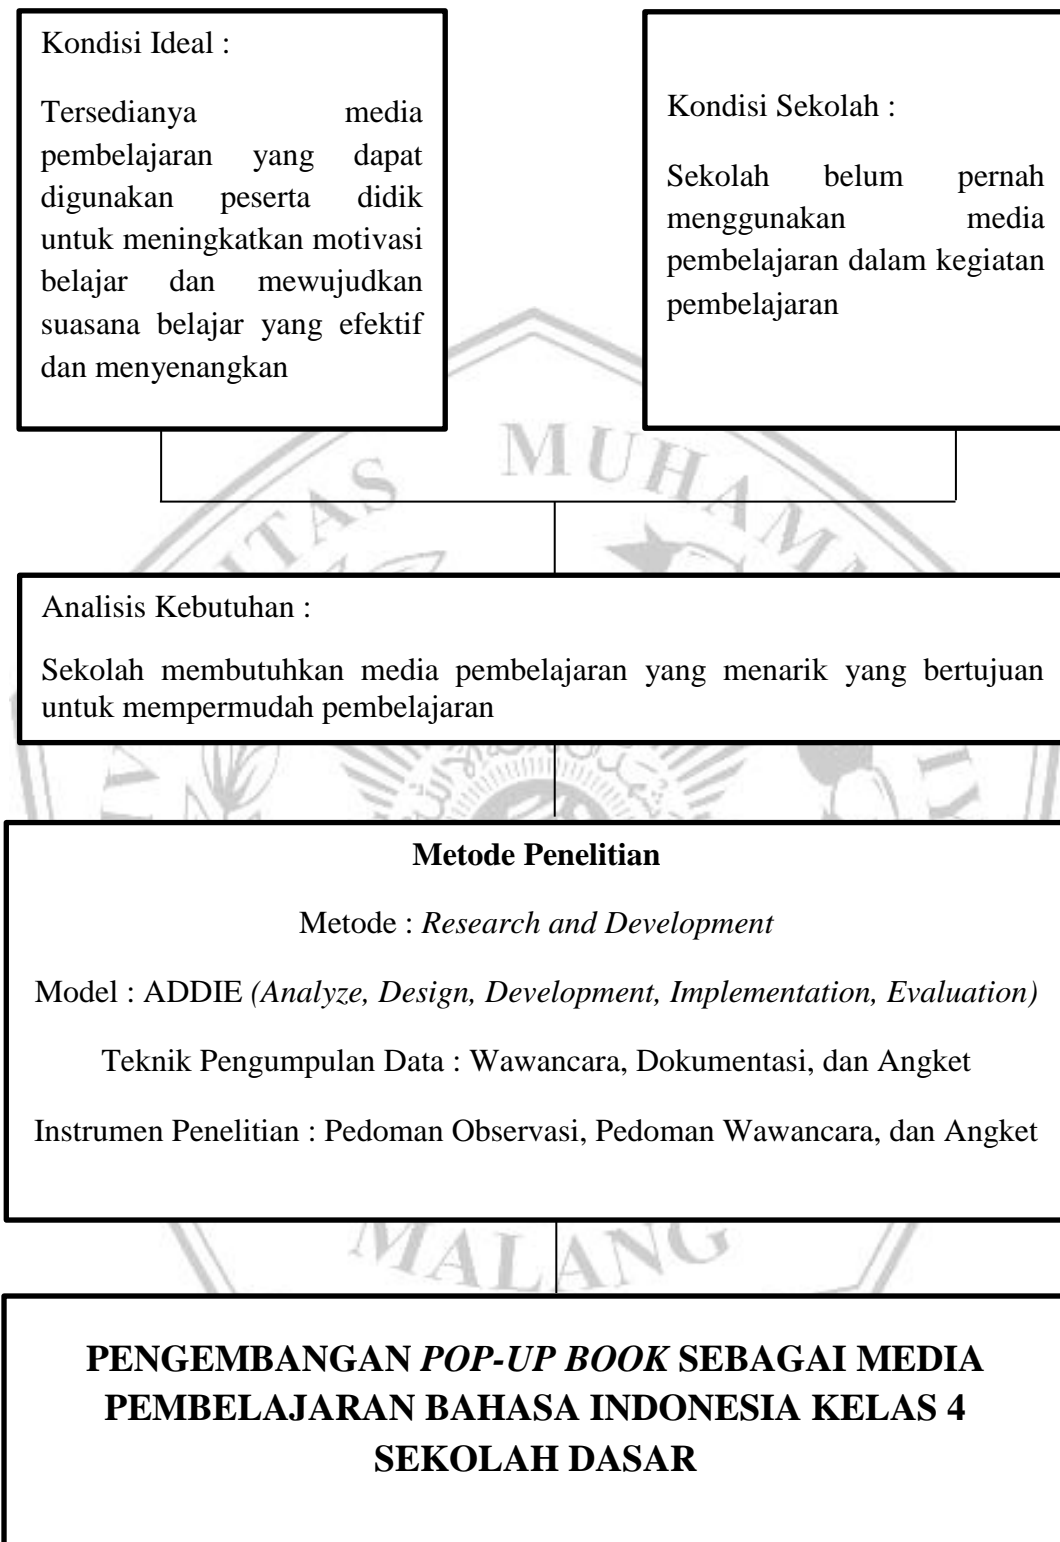 Kondisi Ideal :
Tersedianya media
pembelajaran yang dapat
digunakan peserta didik
untuk meningkatkan motivasi
belajar dan mewujudkan
suasana belajar yang efektif
dan menyenangkan
Kondisi Sekolah :
Sekolah belum pernah
menggunakan media
pembelajaran dalam kegiatan
pembelajaran
Analisis Kebutuhan :
Sekolah membutuhkan media pembelajaran yang menarik yang bertujuan
untuk mempermudah pembelajaran
Metode Penelitian
Metode : Research and Development
Model : ADDIE (Analyze, Design, Development, Implementation, Evaluation)
Teknik Pengumpulan Data : Wawancara, Dokumentasi, dan Angket
Instrumen Penelitian : Pedoman Observasi, Pedoman Wawancara, dan Angket
MALANG
PENGEMBANGAN POP-UP BOOK SEBAGAI MEDIA
PEMBELAJARAN BAHASA INDONESIA KELAS 4
SEKOLAH DASAR